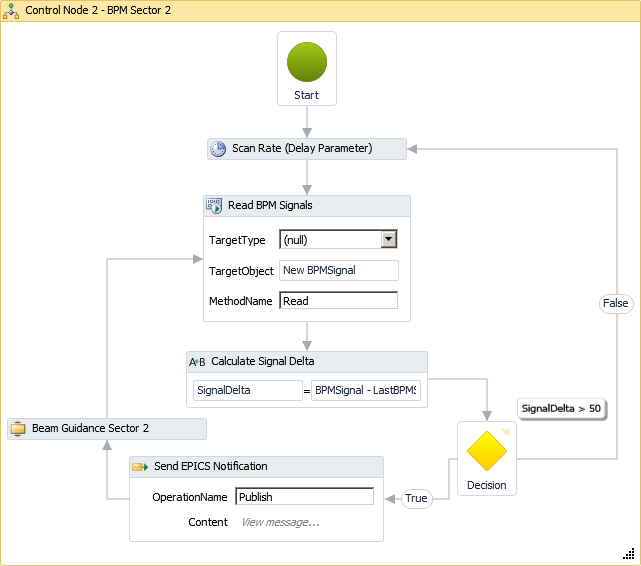 Control Node 2 - BPM Sector 2
Start
Scan Rate (Delay Parameter)
Read BPM Signals
TargetType (null)
TargetObject New BPMSignal
MethodName Read
False
A+B Calculate Signal Delta
SignalDelta = BPMSignal - LastBPMS
SignalDelta > 50
Beam Guidance Sector 2
Decision
Send EPICS Notification
OperationName Publish
True
Content View message...